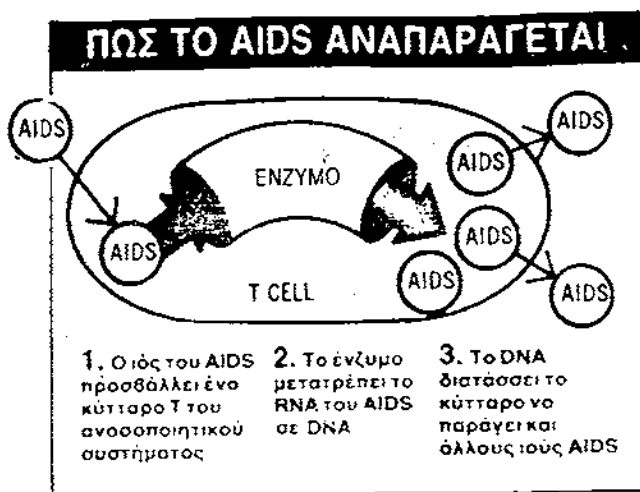 ΠΩΣ ΤΟ AIDS ΑΝΑΠΑΡΑΓΕΤΑΙ
AIDS
AIDS
ΕΝΖΥΜΟ
T CELL
AIDS
AIDS
AIDS
AIDS
AIDS
1. Ο ιός του AIDS
προσβάλλει ένα
κύτταρο Τ του
ανοσοποιητικού
συστήματος
2. Το ένζυμο
μετατρέπει το
RNA του AIDS
σε DNA
3. Το DNA
διατάσσει το
κύτταρο να
παράγει και
άλλους ιούς AIDS